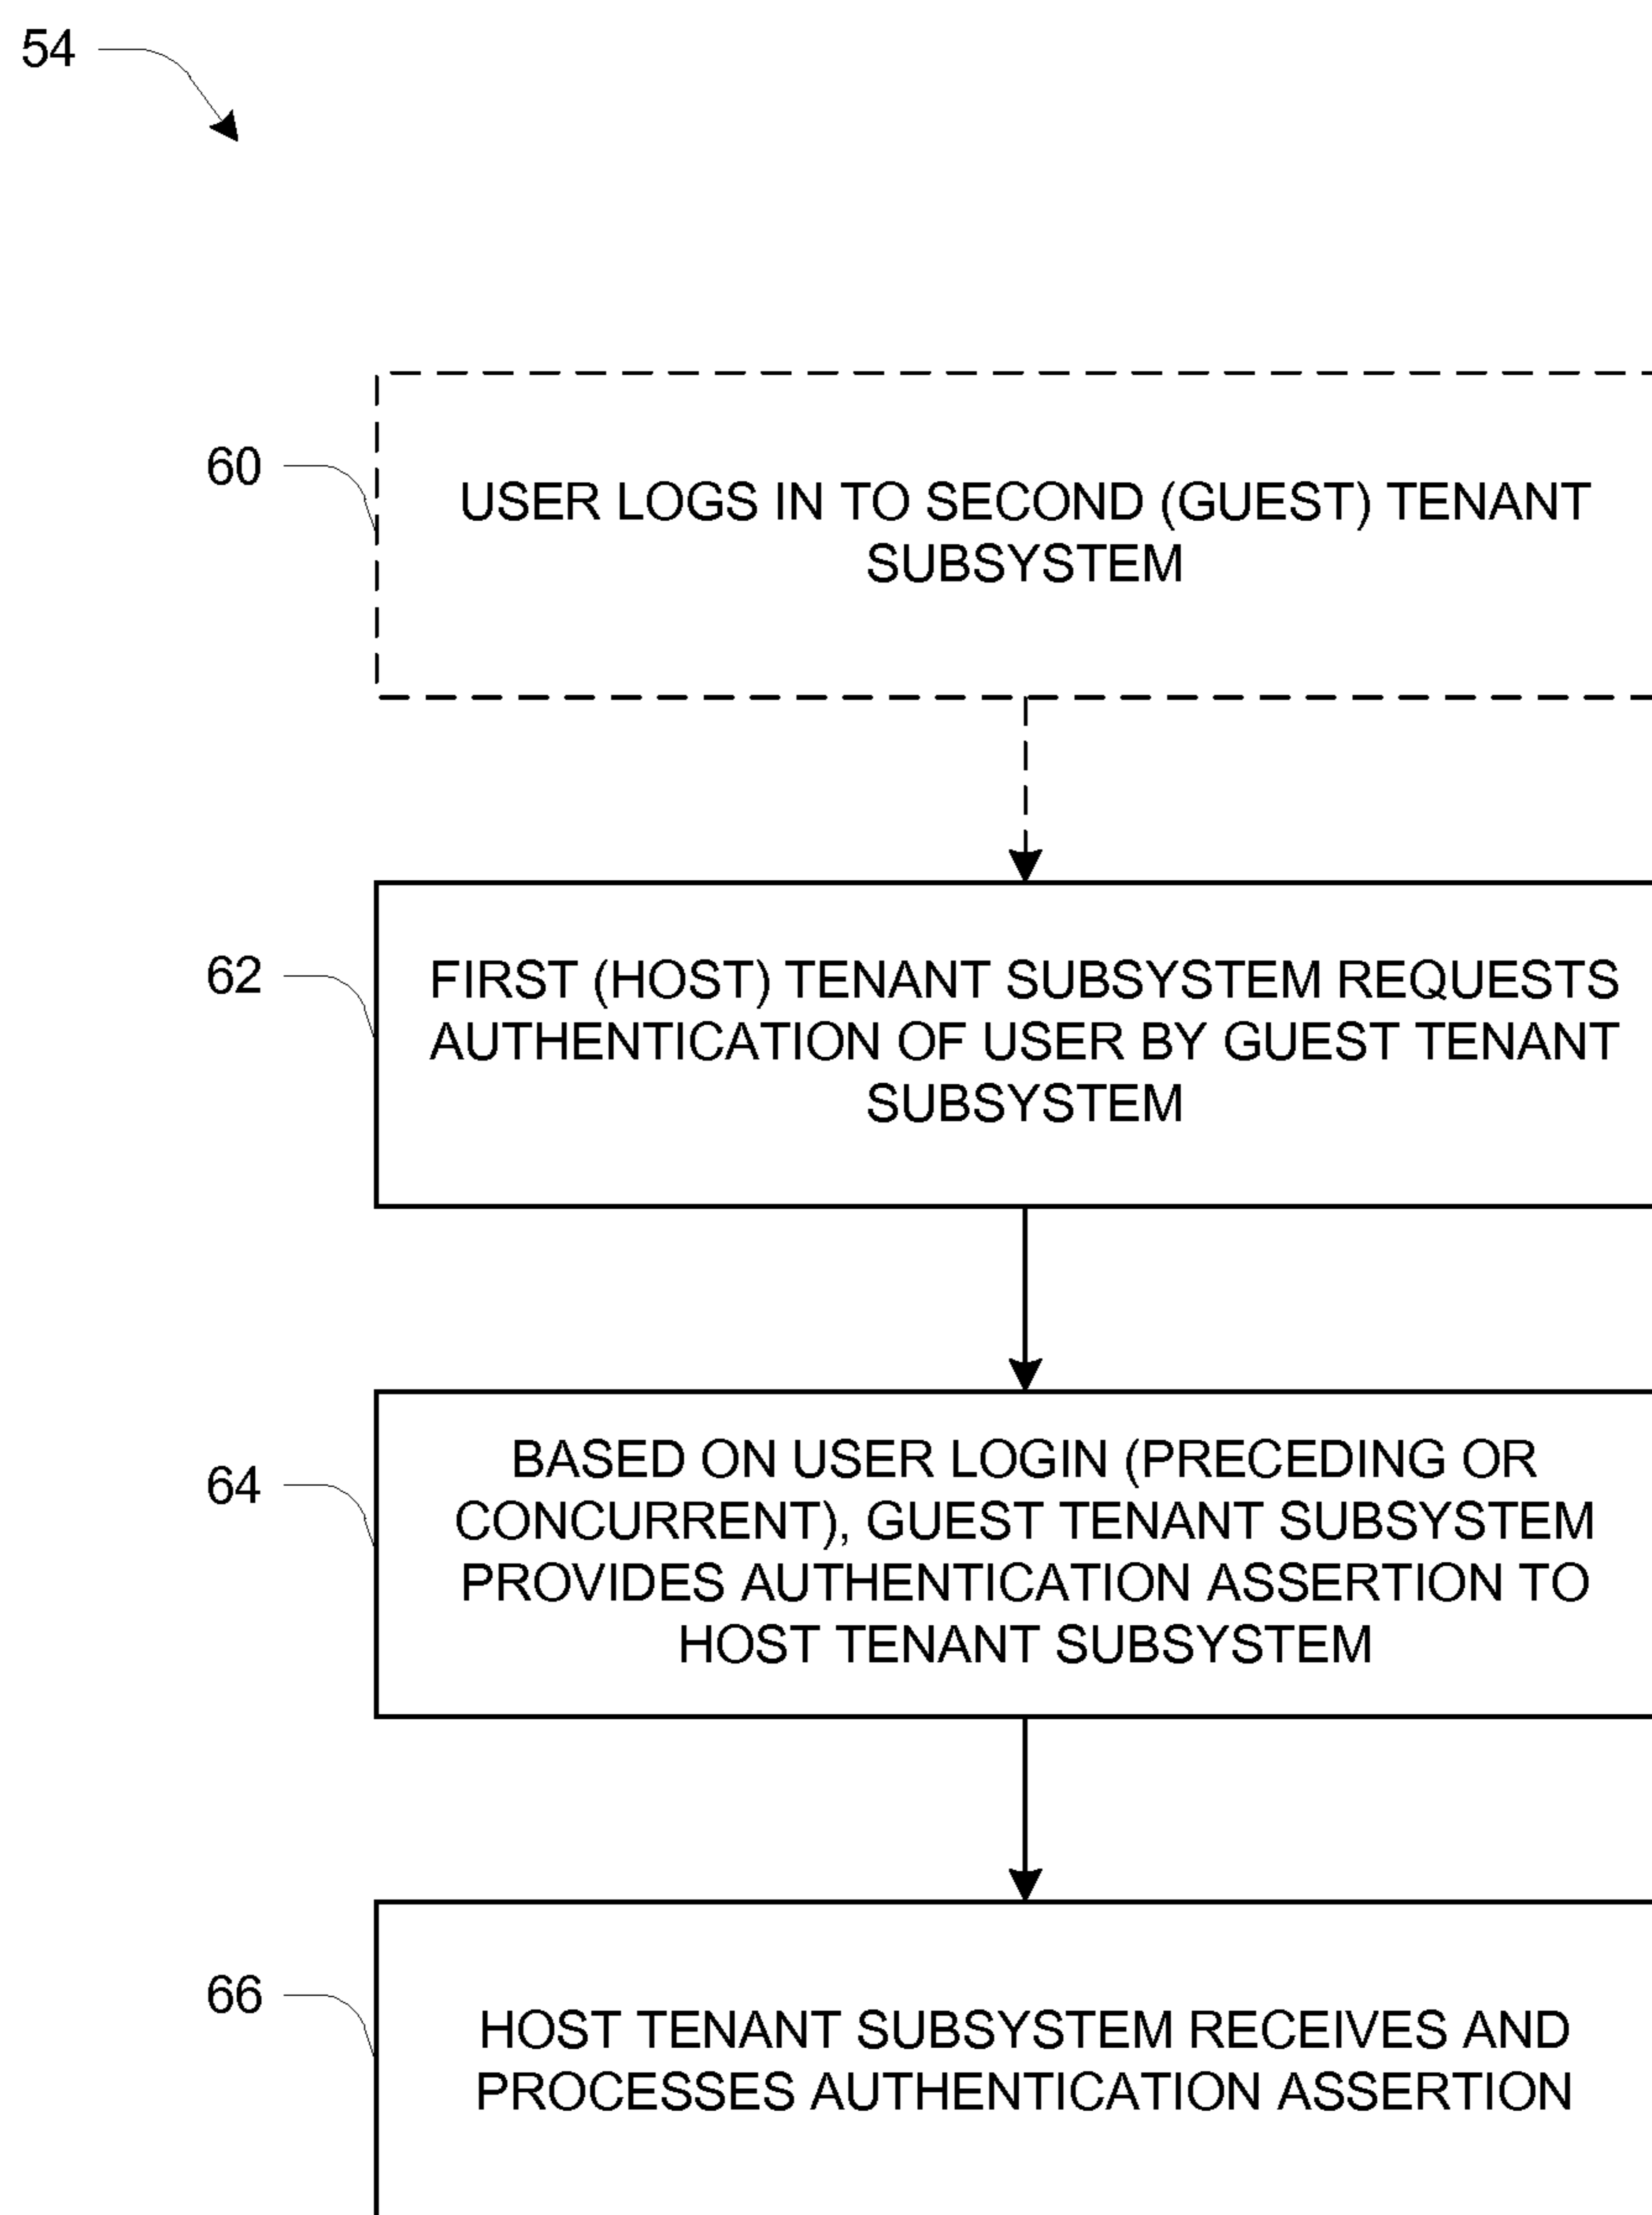 54
60
USER LOGS IN TO SECOND (GUEST) TENANT
SUBSYSTEM
62
FIRST (HOST) TENANT SUBSYSTEM REQUESTS
AUTHENTICATION OF USER BY GUEST TENANT
SUBSYSTEM
64
BASED ON USER LOGIN (PRECEDING OR
CONCURRENT), GUEST TENANT SUBSYSTEM
PROVIDES AUTHENTICATION ASSERTION TO
HOST TENANT SUBSYSTEM
66
HOST TENANT SUBSYSTEM RECEIVES AND
PROCESSES AUTHENTICATION ASSERTION